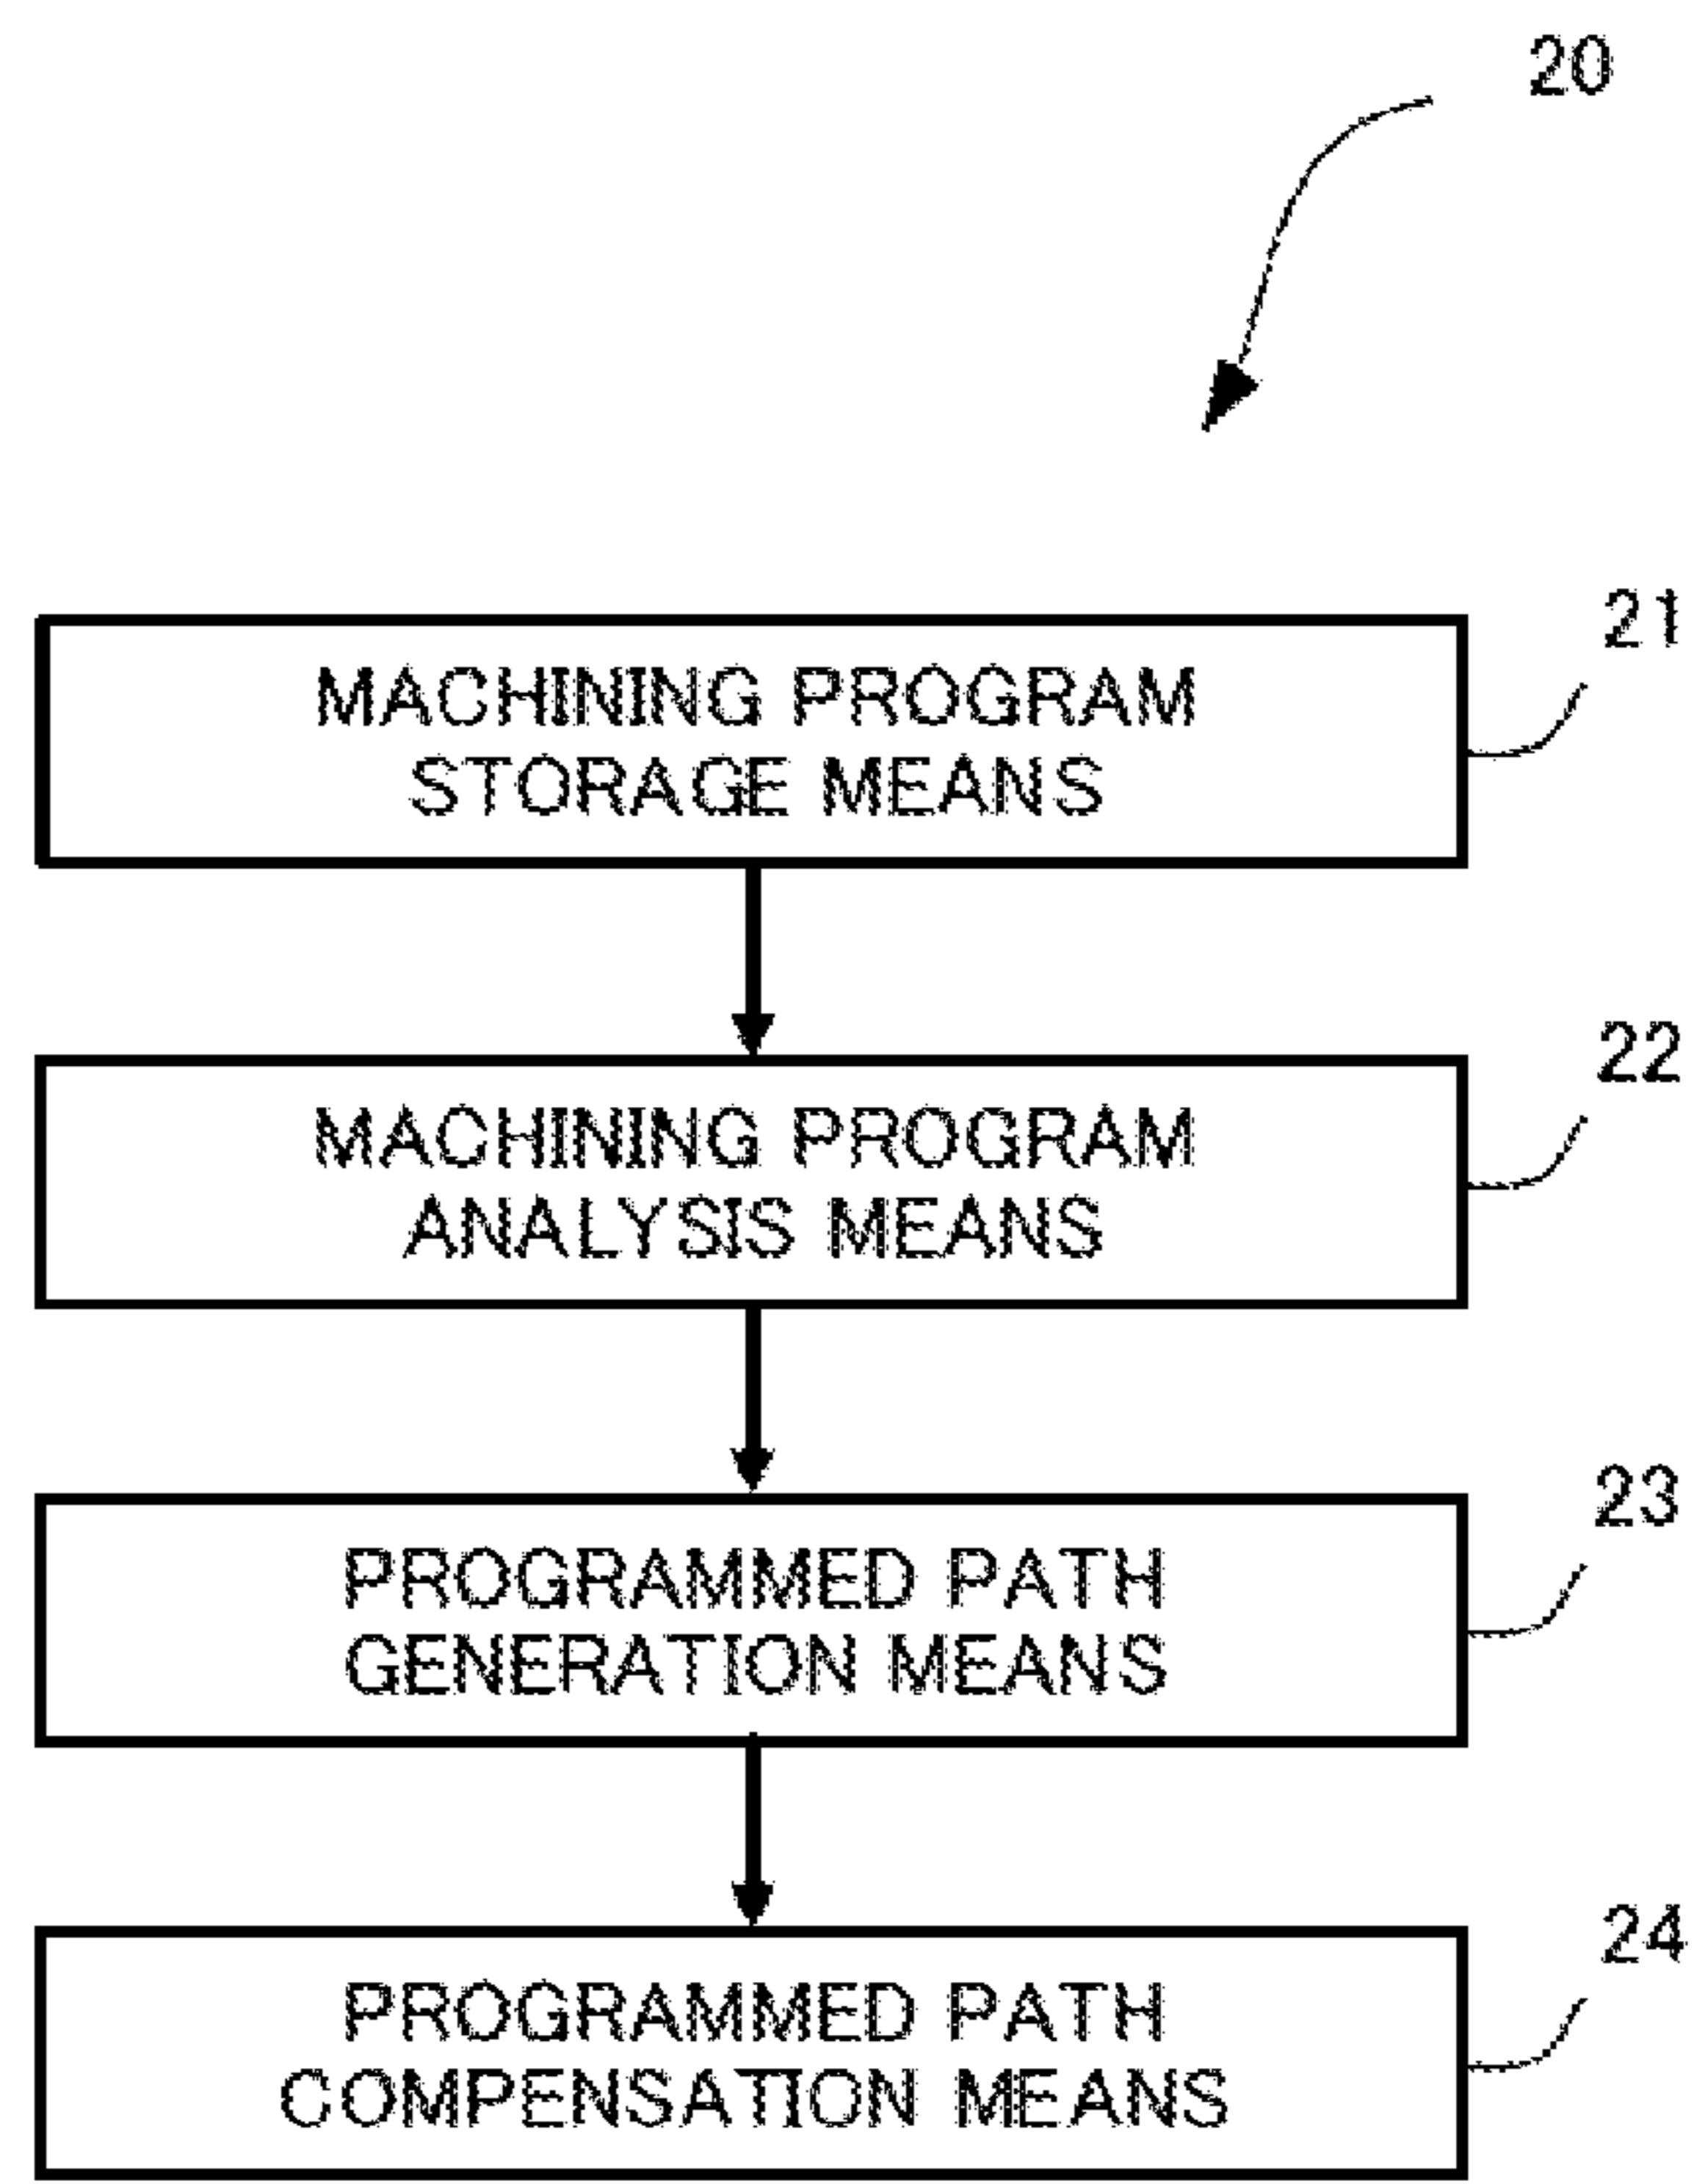 20
21
MACHINING PROGRAM
STORAGE MEANS
22
MACHINING PROGRAM
ANALYSIS MEANS
23
PROGRAMMED PATH
GENERATION MEANS
24
PROGRAMMED PATH
COMPENSATION MEANS